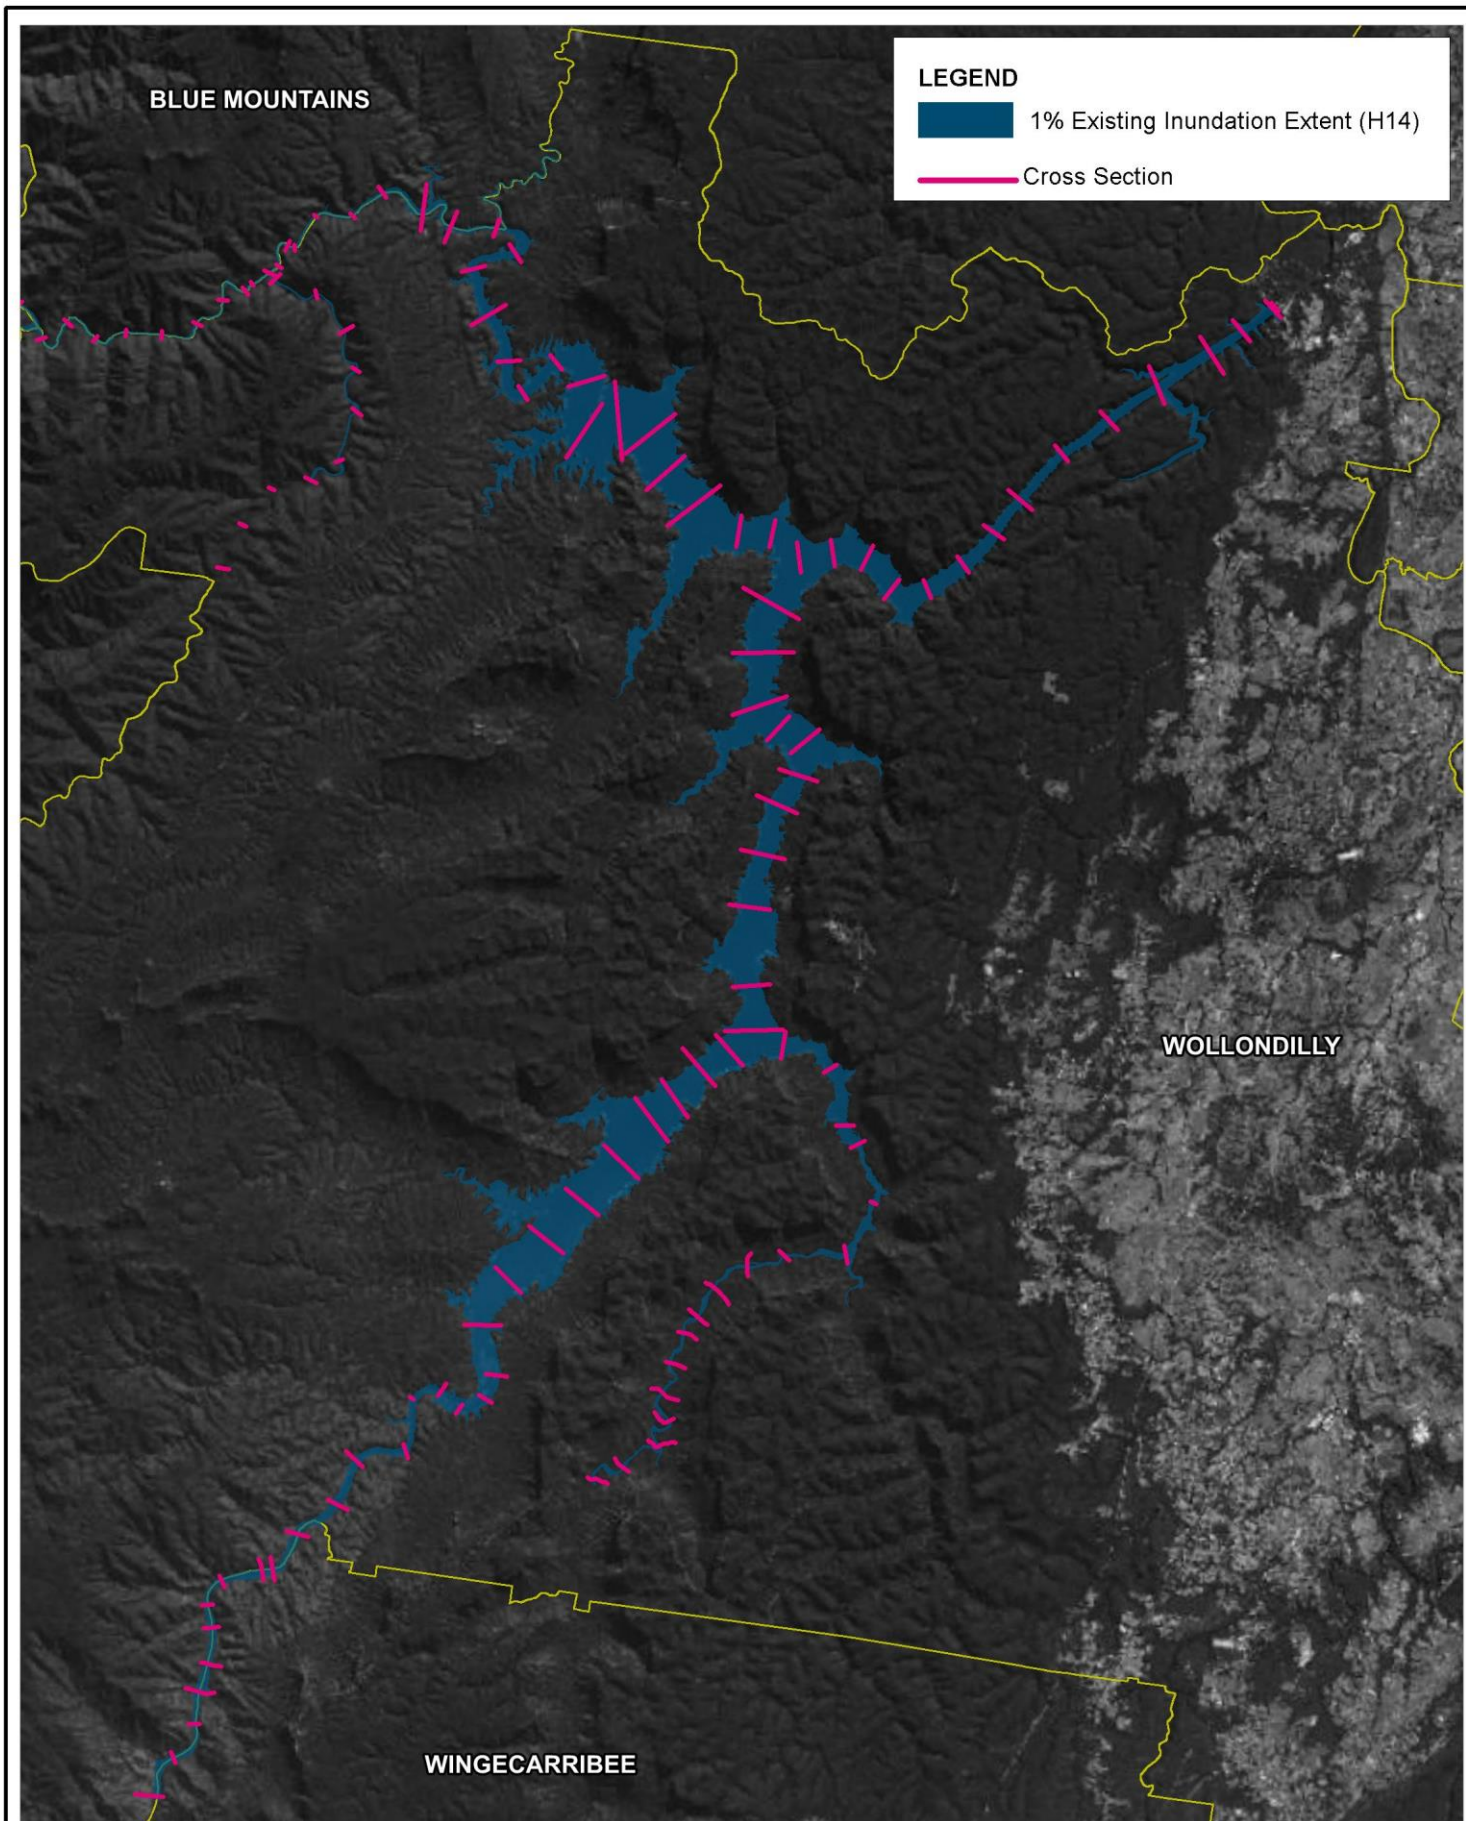 BLUE MOUNTAINS
LEGEND
1% Existing Inundation Extent (H14)
Cross Section
WOLLONDILLY
WINGECARRIBEE